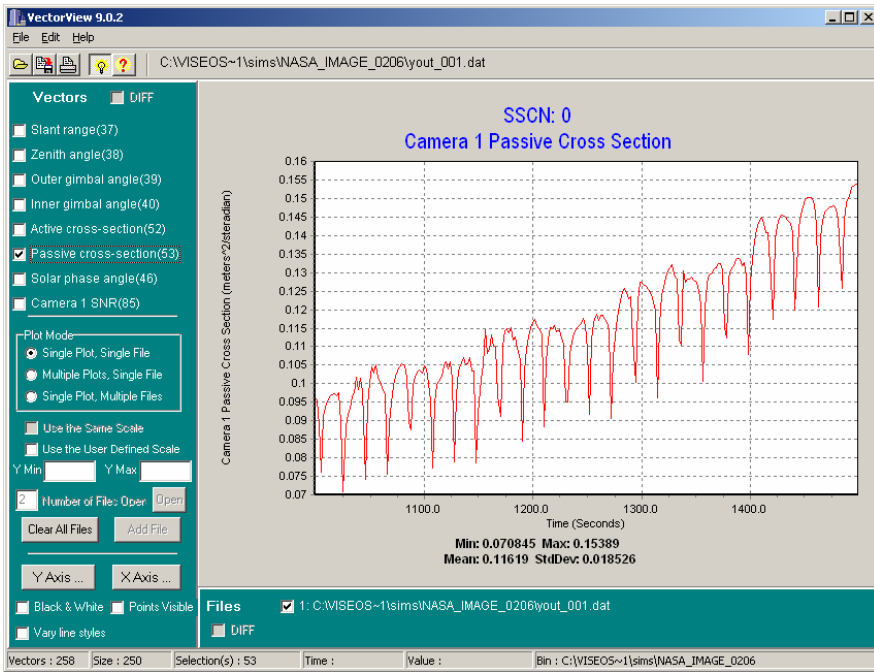 VectorView 9.0.2
File Edit Help
C:\VISEOS~1\sims\NASA_IMAGE_0206\yout_001.dat
Vectors DIFF
Slant range(37)
Zenith angle(38)
Outer gimbal angle(39)
Inner gimbal angle(40)
Active cross-section(52)
Passive cross-section(53)
Solar phase angle(46)
Camera 1 SNR(85)
Plot Mode
Single Plot, Single File
Multiple Plots, Single File
Single Plot, Multiple Files
Use the Same Scale
Use the User Defined Scale
Y Min Y Max
2 Number of Files Open Open
Clear All Files Add File
Y Axis ... X Axis ...
Black & White Points Visible
Vary line styles
SSCN: 0
Camera 1 Passive Cross Section
Camera 1 Passive Cross Section (meters^2/steradian)
0.16
0.155
0.15
0.145
0.14
0.135
0.13
0.125
0.12
0.115
0.11
0.105
0.1
0.095
0.09
0.085
0.08
0.075
0.07
1100.0 1200.0 1300.0 1400.0
Time (Seconds)
Min: 0.070845 Max: 0.15389
Mean: 0.11619 StdDev: 0.018526
Files 1: C:\VISEOS~1\sims\NASA_IMAGE_0206\yout_001.dat
DIFF
Vectors : 258 Size : 250 Selection(s) : 53 Time : Value : Bin : C:\VISEOS~1\sims\NASA_IMAGE_0206